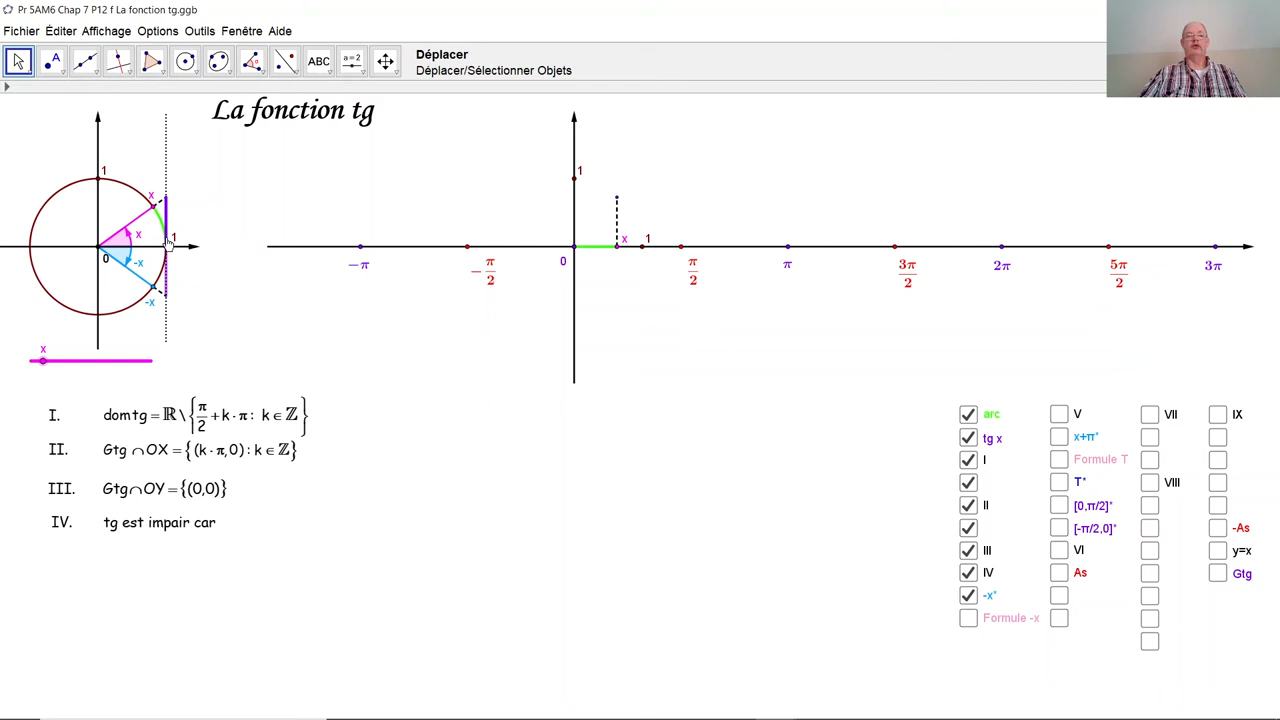 Pr 5AM6 Chap 7 P12 f La fonction tg.ggb
Fichier Éditer Affichage Options Outils Fenêtre Aide
A ABC a=2
Déplacer
Déplacer/Sélectionner Objets
La fonction tg
1
x
x
1
0
-x
-x
x
1
x 1
-π -π/2 0 π/2 π 3π/2 2π 5π/2 3π
I. dom tg = ℝ \ {π/2 + k · π : k ∈ ℤ}
II. Gtg ∩ OX = {(k · π, 0) : k ∈ ℤ}
III. Gtg ∩ OY = {(0,0)}
IV. tg est impair car
arc V VII IX
tg x x+π*
I Formule T
T* VIII
II [0,π/2]*
[-π/2,0]* -As
III VI y=x
IV As Gtg
-x*
Formule -x